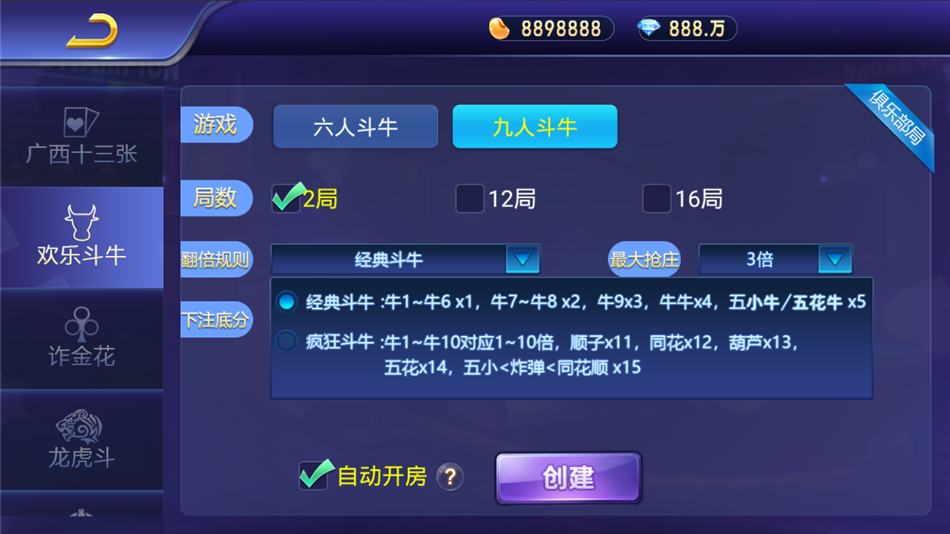 8898888
888.万
俱乐部局
广西十三张
欢乐斗牛
诈金花
龙虎斗
游戏
六人斗牛
九人斗牛
局数
2局
12局
16局
翻倍规则
经典斗牛
最大抢庄
3倍
下注底分
经典斗牛 :牛1~牛6 x1，牛7~牛8 x2，牛9x3，牛牛x4，五小牛/五花牛 x5
疯狂斗牛 :牛1~牛10对应1~10倍，顺子x11，同花x12，葫芦x13，
五花x14，五小<炸弹<同花顺 x15
自动开房
?
创建